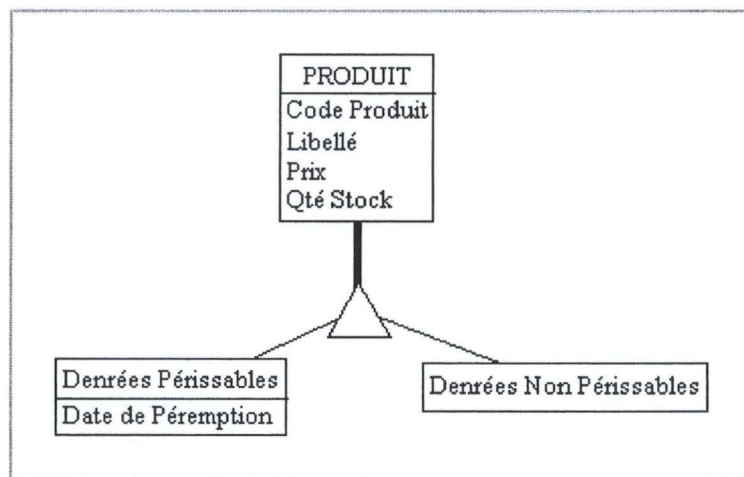 PRODUIT
Code Produit
Libellé
Prix
Qté Stock
Denrées Périssables
Date de Péremption
Denrées Non Périssables